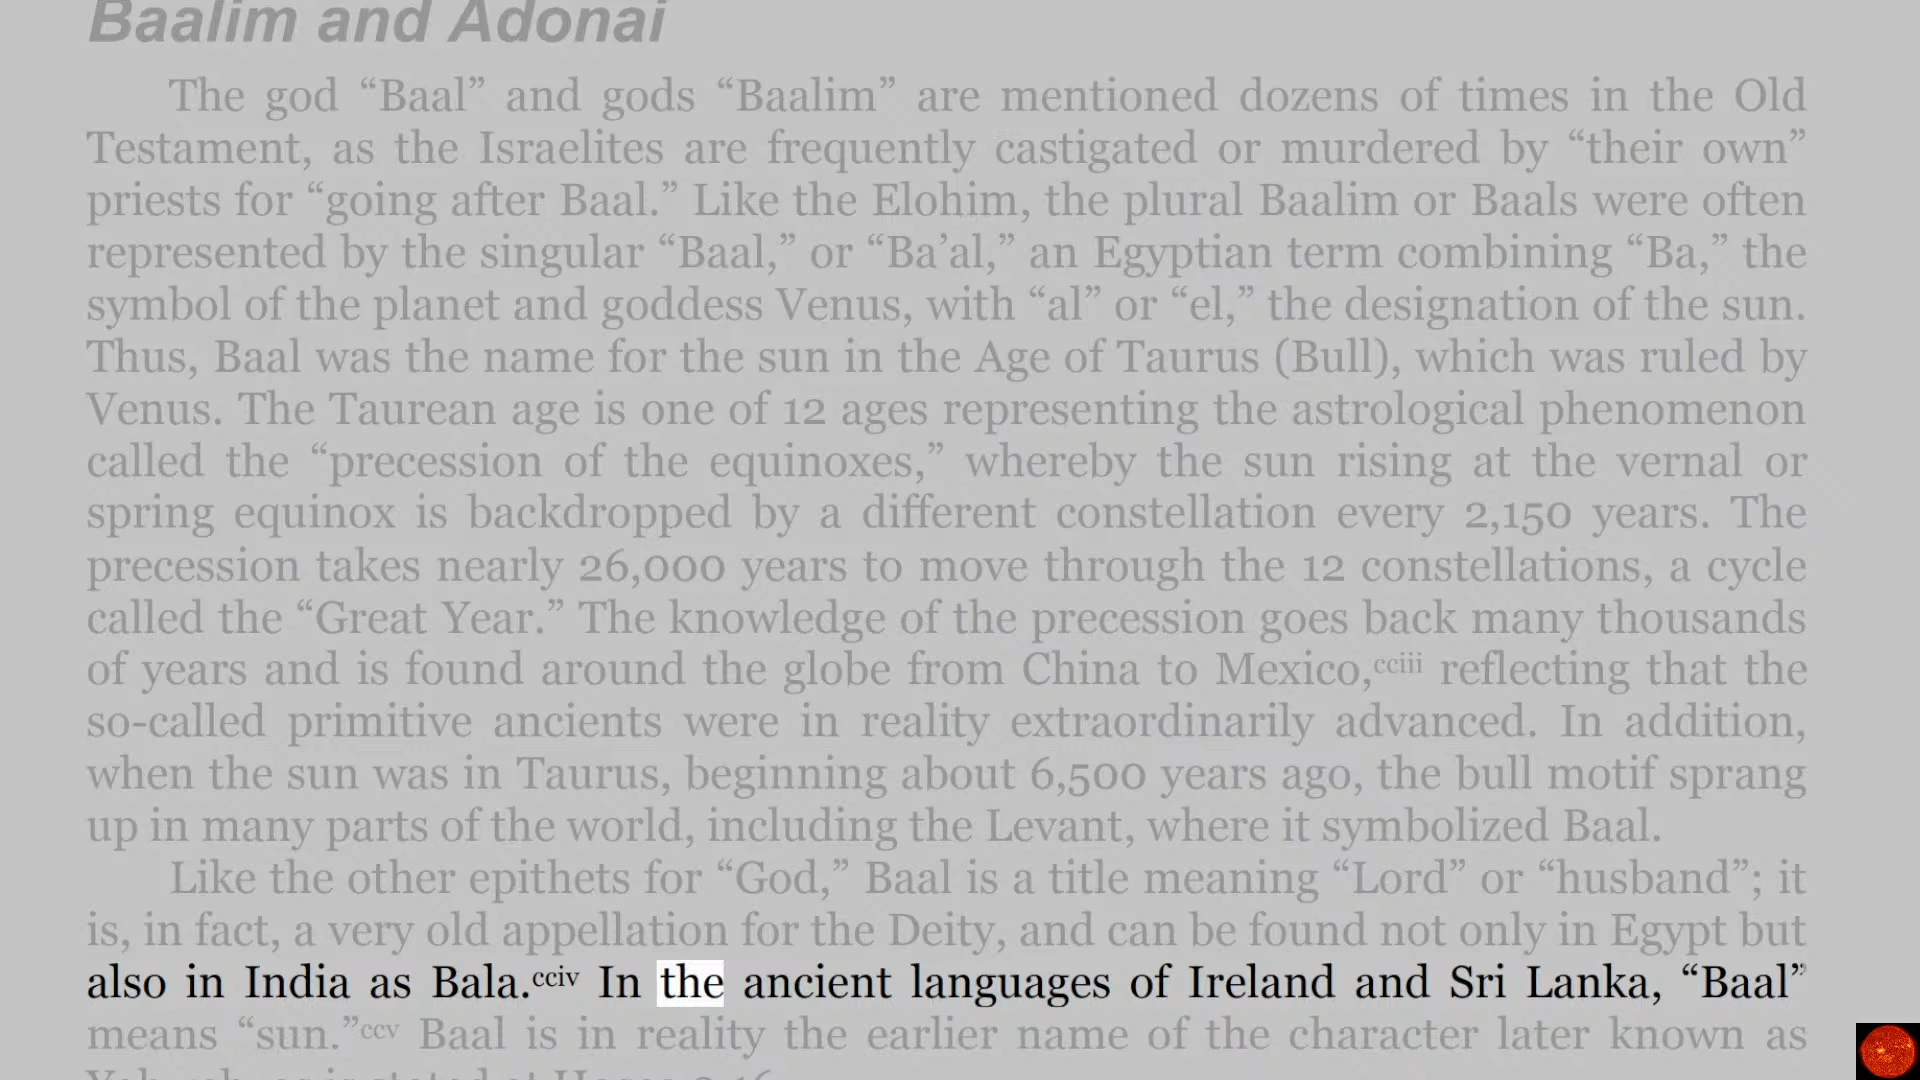 Baalim and Adonai
The god “Baal” and gods “Baalim” are mentioned dozens of times in the Old
Testament, as the Israelites are frequently castigated or murdered by “their own”
priests for “going after Baal.” Like the Elohim, the plural Baalim or Baals were often
represented by the singular “Baal,” or “Ba’al,” an Egyptian term combining “Ba,” the
symbol of the planet and goddess Venus, with “al” or “el,” the designation of the sun.
Thus, Baal was the name for the sun in the Age of Taurus (Bull), which was ruled by
Venus. The Taurean age is one of 12 ages representing the astrological phenomenon
called the “precession of the equinoxes,” whereby the sun rising at the vernal or
spring equinox is backdropped by a different constellation every 2,150 years. The
precession takes nearly 26,000 years to move through the 12 constellations, a cycle
called the “Great Year.” The knowledge of the precession goes back many thousands
of years and is found around the globe from China to Mexico,cciii reflecting that the
so-called primitive ancients were in reality extraordinarily advanced. In addition,
when the sun was in Taurus, beginning about 6,500 years ago, the bull motif sprang
up in many parts of the world, including the Levant, where it symbolized Baal.
Like the other epithets for “God,” Baal is a title meaning “Lord” or “husband”; it
is, in fact, a very old appellation for the Deity, and can be found not only in Egypt but
also in India as Bala.cciv In the ancient languages of Ireland and Sri Lanka, “Baal”
means “sun.”ccv Baal is in reality the earlier name of the character later known as